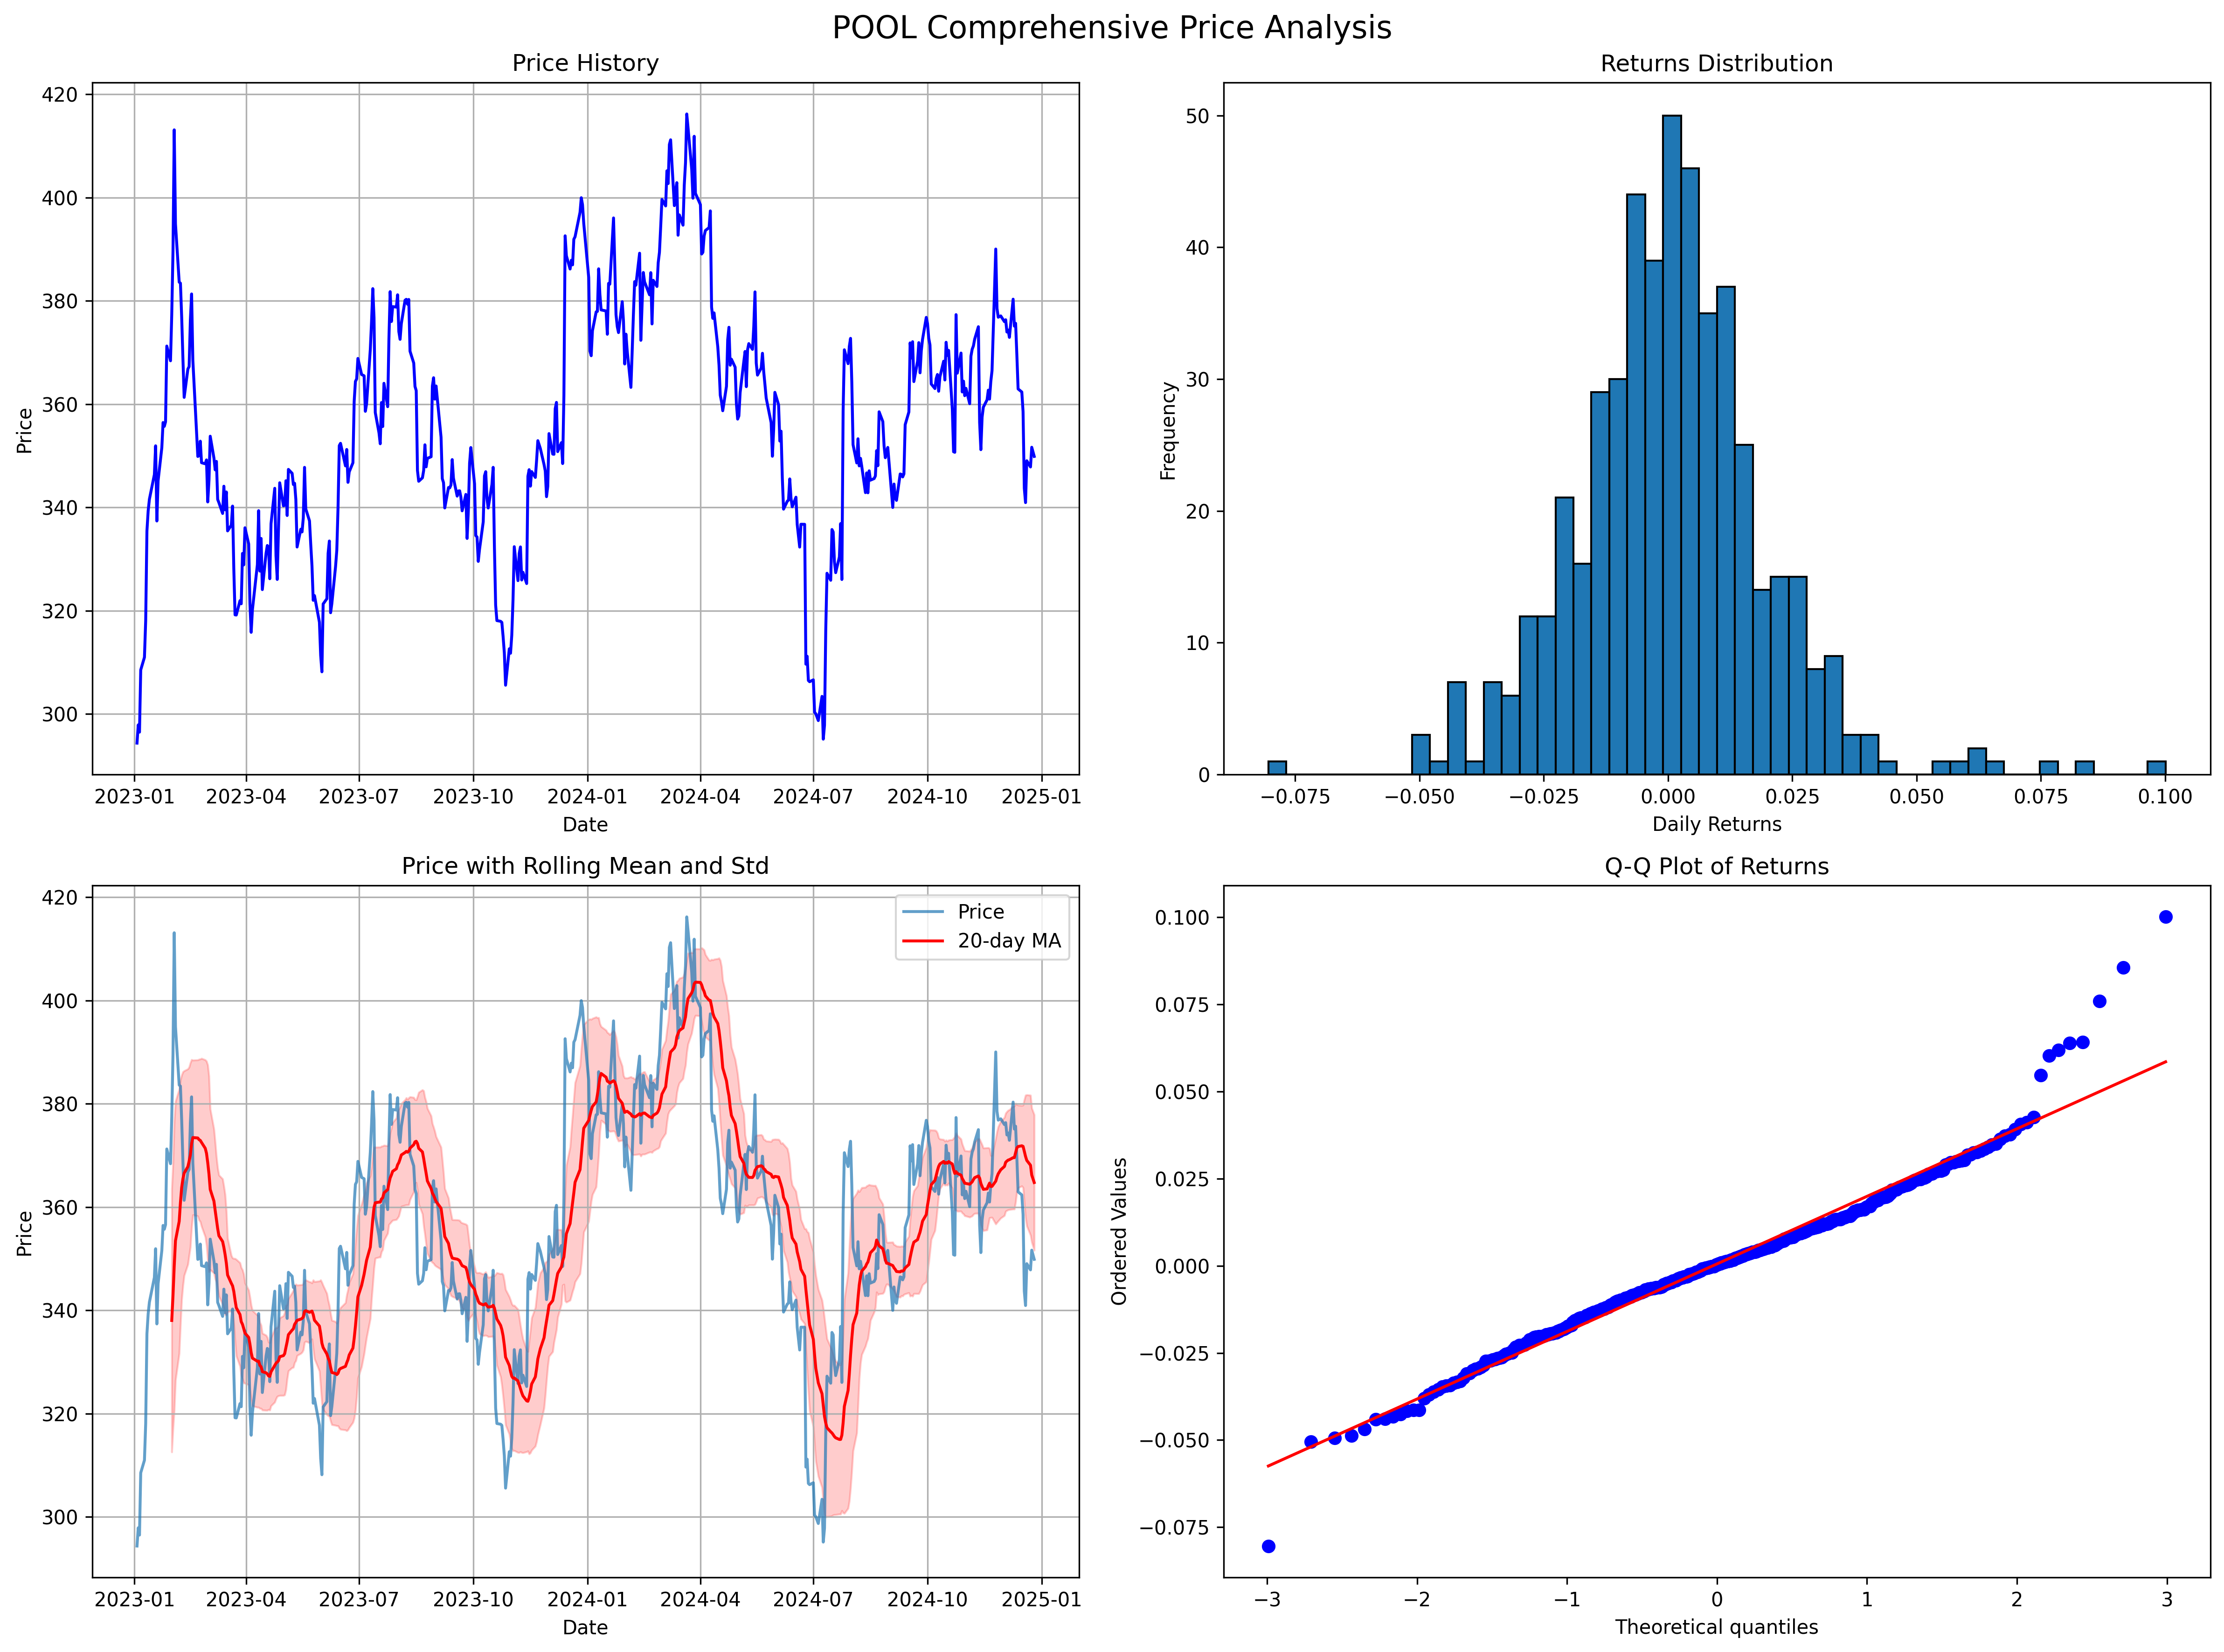 POOL Comprehensive Price Analysis
Price History
420
400
380
360
340
320
300
Price
2023-01 2023-04 2023-07 2023-10 2024-01 2024-04 2024-07 2024-10 2025-01
Date
Returns Distribution
50
40
30
20
10
0
Frequency
−0.075 −0.050 −0.025 0.000 0.025 0.050 0.075 0.100
Daily Returns
Price with Rolling Mean and Std
420
400
380
360
340
320
300
Price
Price
20-day MA
2023-01 2023-04 2023-07 2023-10 2024-01 2024-04 2024-07 2024-10 2025-01
Date
Q-Q Plot of Returns
0.100
0.075
0.050
0.025
0.000
−0.025
−0.050
−0.075
Ordered Values
−3 −2 −1 0 1 2 3
Theoretical quantiles